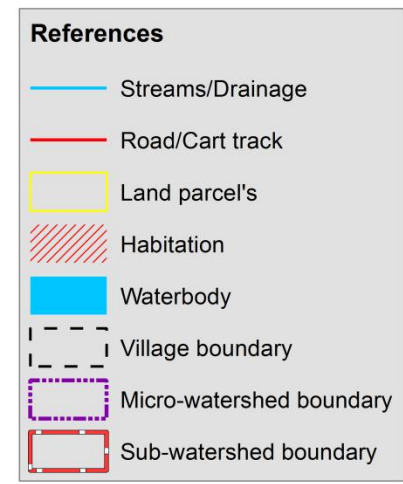 References
Streams/Drainage
Road/Cart track
Land parcel's
Habitation
Waterbody
Village boundary
Micro-watershed boundary
Sub-watershed boundary